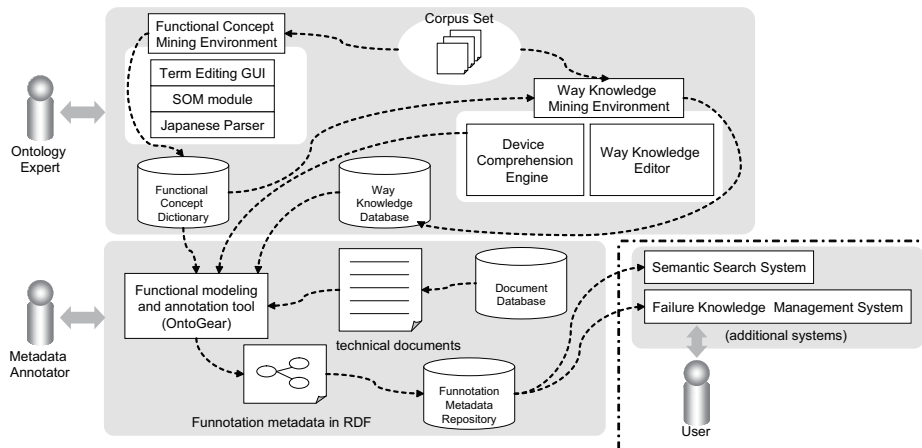 Corpus Set
Functional Concept
Mining Environment
Term Editing GUI
SOM module
Japanese Parser
Way Knowledge
Mining Environment
Device
Comprehension
Engine
Way Knowledge
Editor
Ontology
Expert
Functional
Concept
Dictionary
Way
Knowledge
Database
Functional modeling
and annotation tool
(OntoGear)
technical documents
Document
Database
Semantic Search System
Failure Knowledge Management System
(additional systems)
Metadata
Annotator
Funnotation metadata in RDF
Funnotation
Metadata
Repository
User